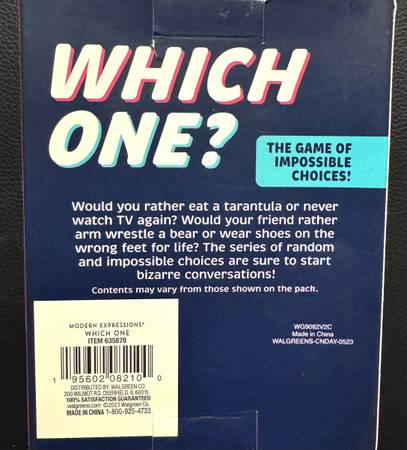 WHICH
ONE?
THE GAME OF
IMPOSSIBLE
CHOICES!
Would you rather eat a tarantula or never
watch TV again? Would your friend rather
arm wrestle a bear or wear shoes on the
wrong feet for life? The series of random
and impossible choices are sure to start
bizarre conversations!
Contents may vary from those shown on the pack.
MODERN EXPRESSIONS®
WHICH ONE
ITEM 635878
1 95602 08210 0
DISTRIBUTED BY: WALGREEN CO.
200 WILMOT RD., DEERFIELD, IL 60015
100% SATISFACTION GUARANTEED
walgreens.com ©2023 Walgreen Co.
MADE IN CHINA 1-800-925-4733
WG9082V2C
Made in China
WALGREENS-CNDAY-0523